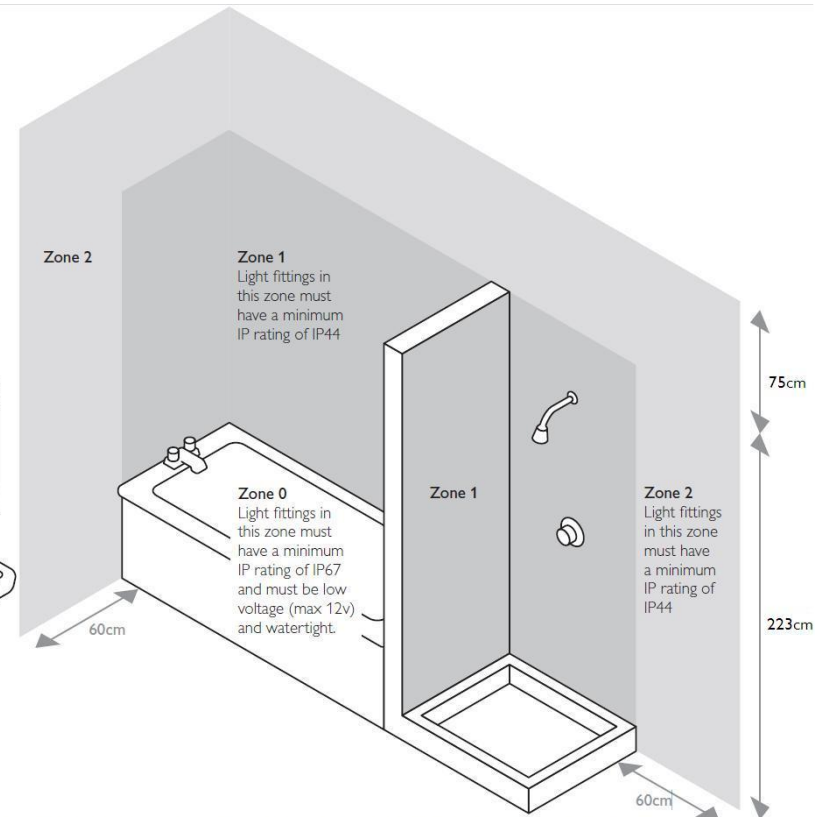 Zone 2
Zone 1
Light fittings in
this zone must
have a minimum
IP rating of IP44
75cm
Zone 0
Light fittings in
this zone must
have a minimum
IP rating of IP67
and must be low
voltage (max 12v)
and watertight.
Zone 1
Zone 2
Light fittings
in this zone
must have
a minimum
IP rating of
IP44
223cm
60cm
60cm